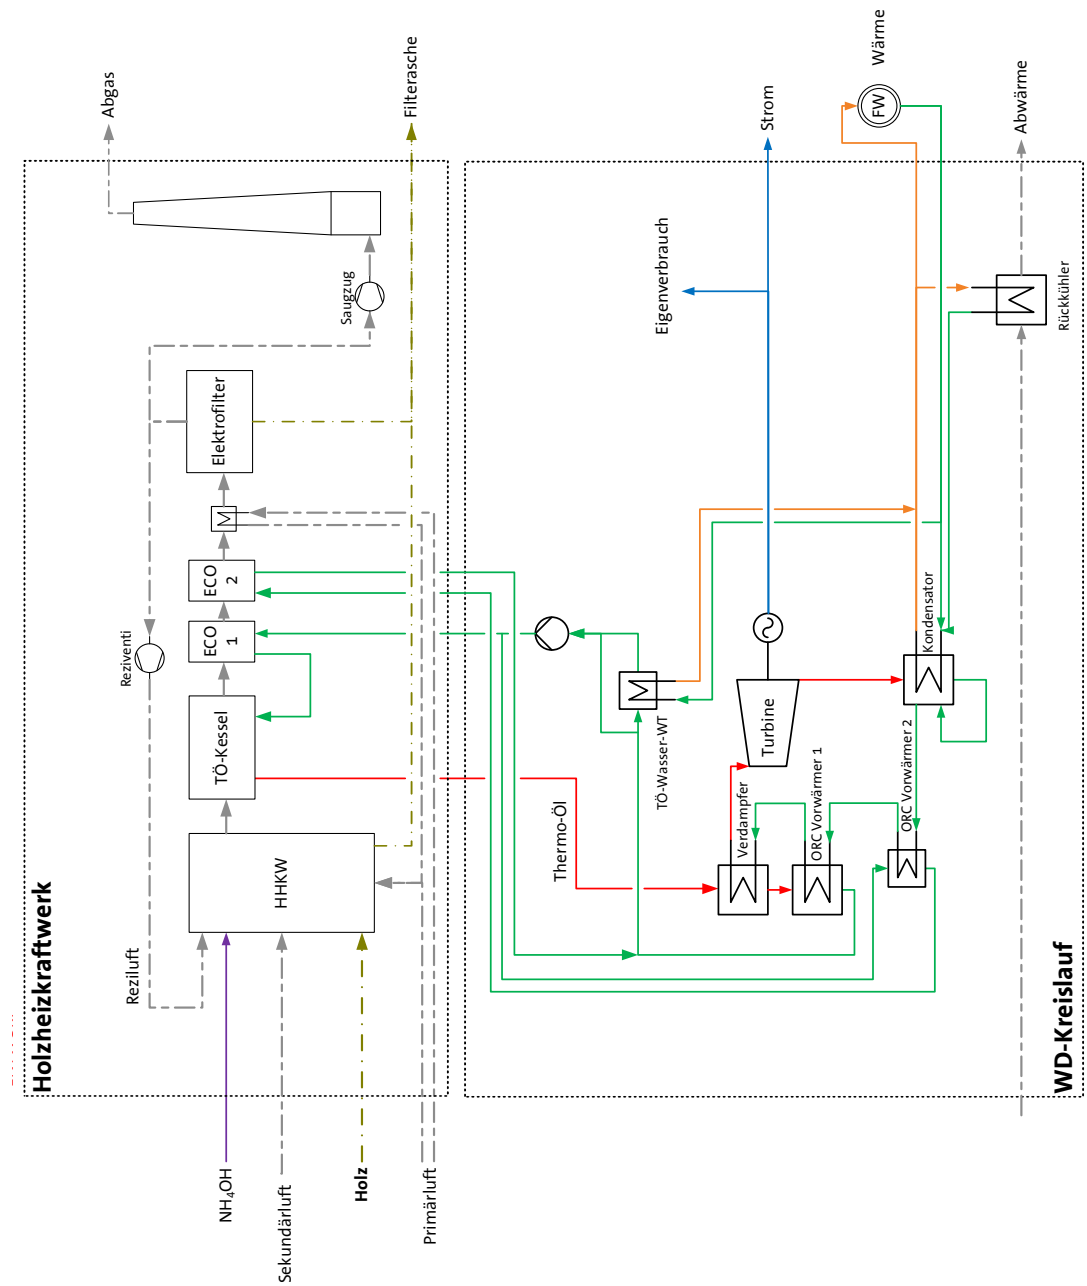 Holzheizkraftwerk
NH₄OH
Sekundärluft
Holz
Primärluft
Reziluft
HHKW
TÖ-Kessel
Reziventi
ECO
1
ECO
2
Elektrofilter
Saugzug
Abgas
Filterasche
WD-Kreislauf
Thermo-Öl
Verdampfer
ORC Vorwärmer 1
ORC Vorwärmer 2
TÖ-Wasser-WT
Turbine
Kondensator
Eigenverbrauch
Strom
FW
Wärme
Rückkühler
Abwärme